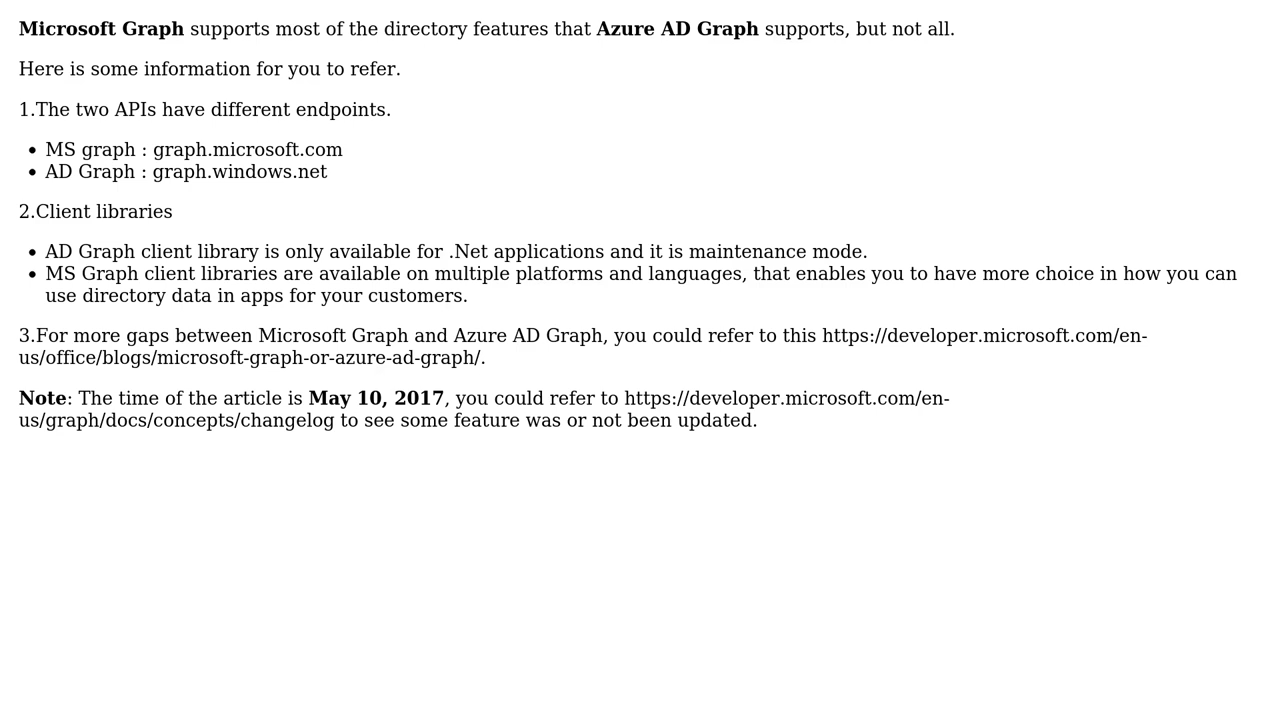 Microsoft Graph supports most of the directory features that Azure AD Graph supports, but not all.
Here is some information for you to refer.
1.The two APIs have different endpoints.
• MS graph : graph.microsoft.com
• AD Graph : graph.windows.net
2.Client libraries
• AD Graph client library is only available for .Net applications and it is maintenance mode.
• MS Graph client libraries are available on multiple platforms and languages, that enables you to have more choice in how you can
use directory data in apps for your customers.
3.For more gaps between Microsoft Graph and Azure AD Graph, you could refer to this https://developer.microsoft.com/en-
us/office/blogs/microsoft-graph-or-azure-ad-graph/.
Note: The time of the article is May 10, 2017, you could refer to https://developer.microsoft.com/en-
us/graph/docs/concepts/changelog to see some feature was or not been updated.